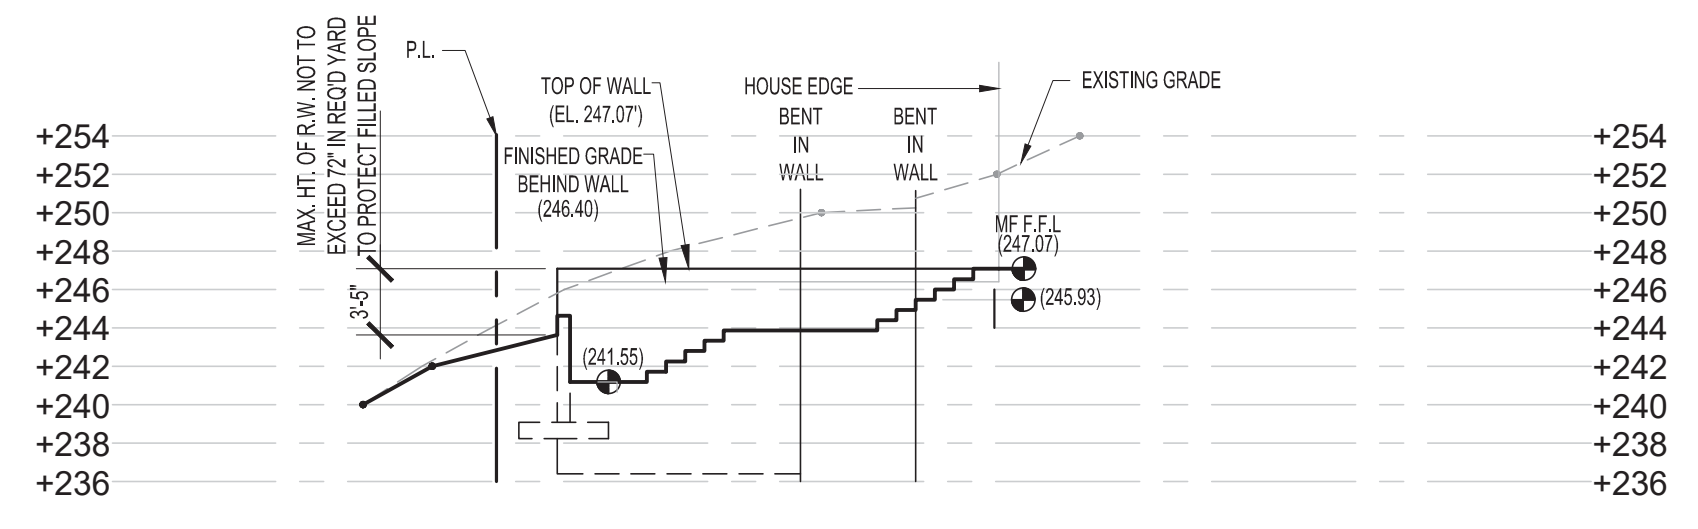 MAX. HT. OF R.W. NOT TO
EXCEED 72" IN REQ'D YARD
TO PROTECT FILLED SLOPE
P.L.
TOP OF WALL
(EL. 247.07')
HOUSE EDGE
EXISTING GRADE
BENT
IN
WALL
BENT
IN
WALL
FINISHED GRADE
BEHIND WALL
(246.40)
MF F.F.L
(247.07)
(245.93)
3'-5"
(241.55)
+254
+252
+250
+248
+246
+244
+242
+240
+238
+236
+254
+252
+250
+248
+246
+244
+242
+240
+238
+236